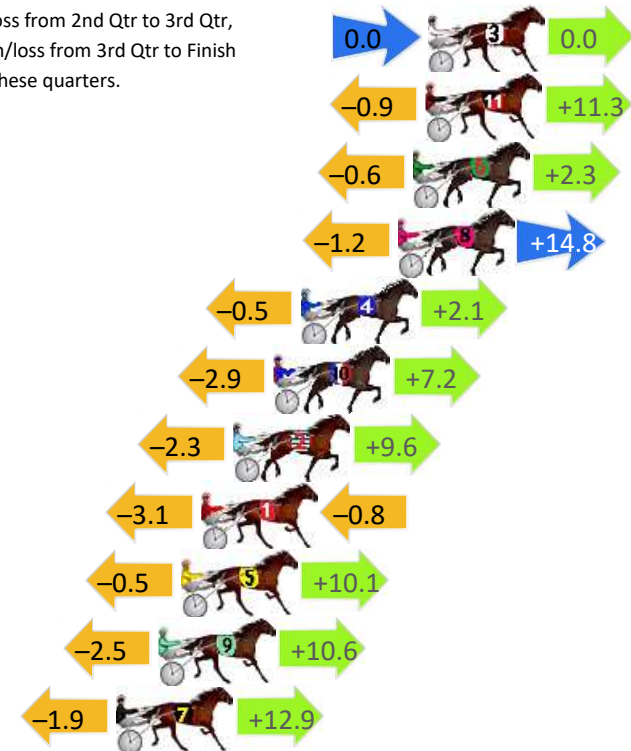 oss from 2nd Qtr to 3rd Qtr,
n/loss from 3rd Qtr to Finish
hese quarters.
0.0 3 0.0
–0.9 11 +11.3
–0.6 6 +2.3
–1.2 8 +14.8
–0.5 4 +2.1
–2.9 10 +7.2
–2.3 2 +9.6
–3.1 1 –0.8
–0.5 5 +10.1
–2.5 9 +10.6
–1.9 7 +12.9